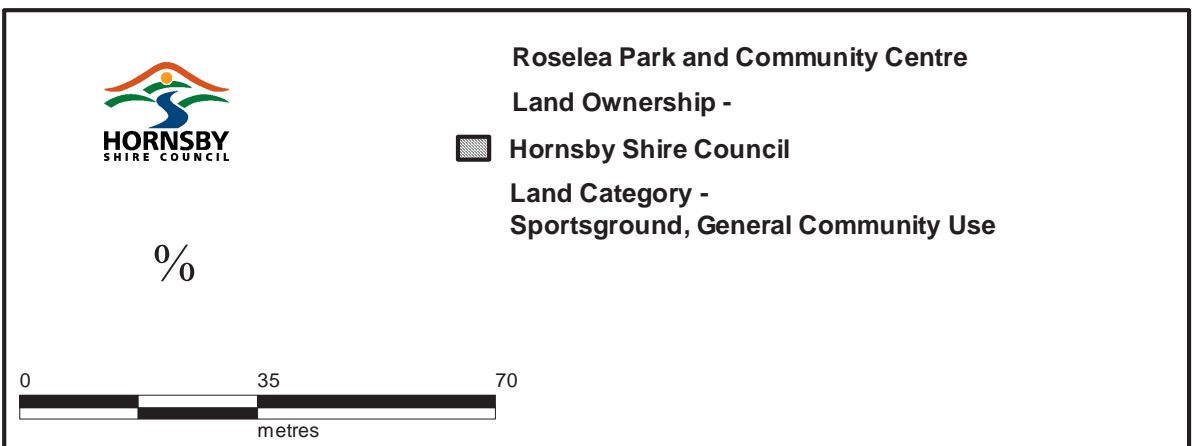 Roselea Park and Community Centre
Land Ownership -
HORNSBY
SHIRE COUNCIL
Hornsby Shire Council
Land Category -
Sportsground, General Community Use
%
0 35 70
metres